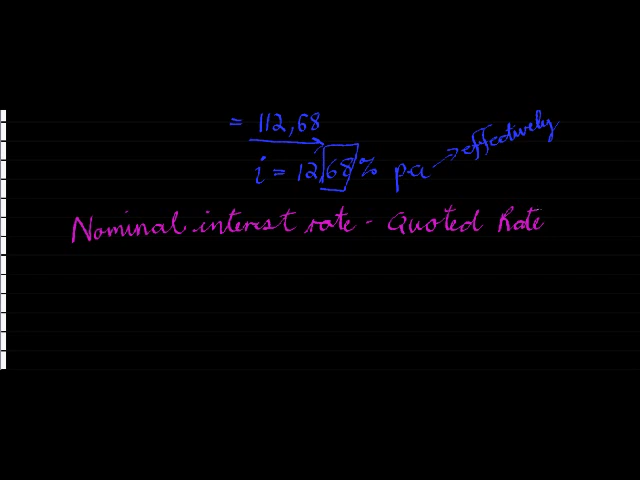 = 112,68
i = 12,68% pa → effectively
Nominal interest rate - Quoted Rate